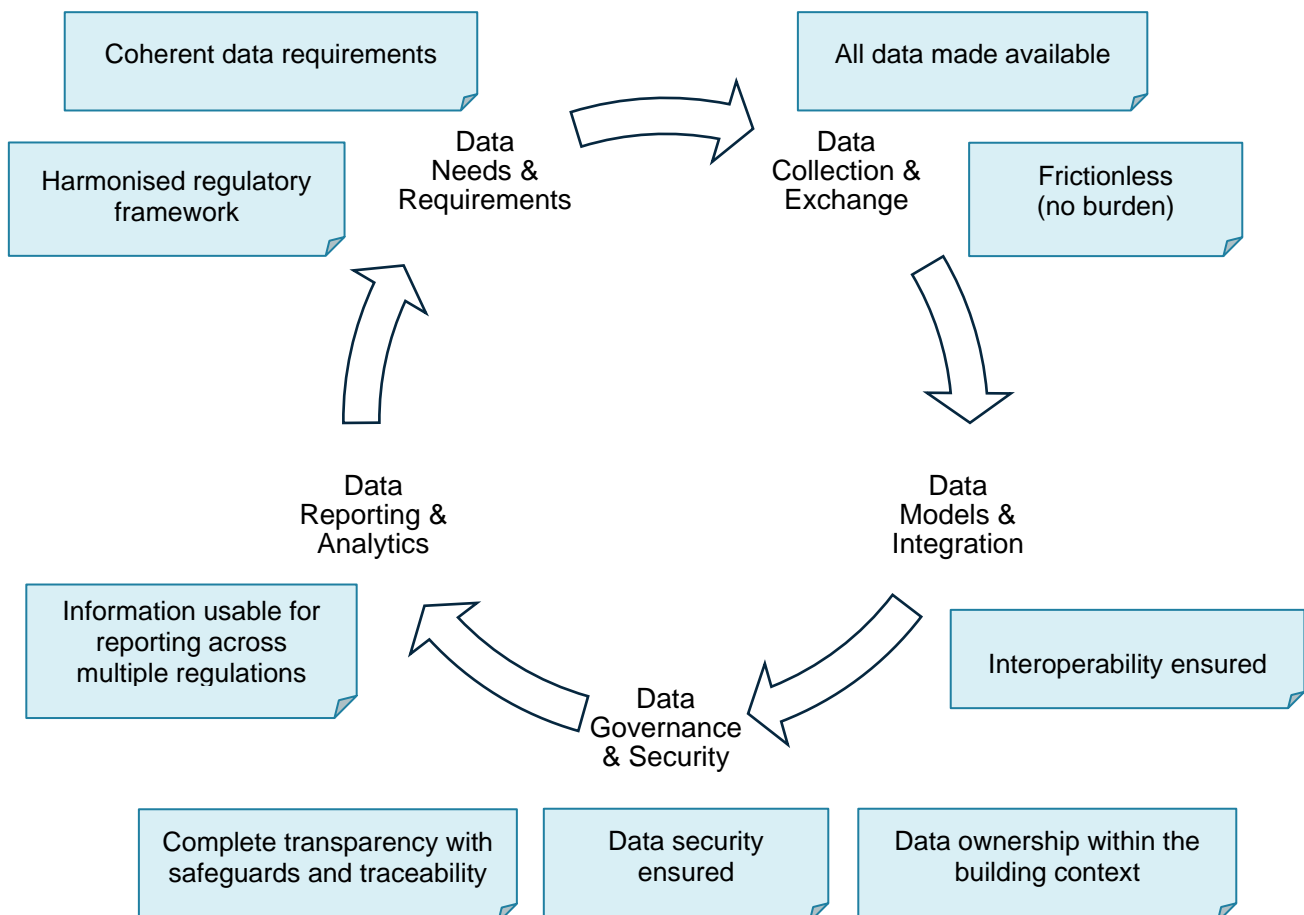 Coherent data requirements
All data made available
Data
Needs &
Requirements
Data
Collection &
Exchange
Harmonised regulatory
framework
Frictionless
(no burden)
Data
Reporting &
Analytics
Data
Models &
Integration
Information usable for
reporting across
multiple regulations
Interoperability ensured
Data
Governance
& Security
Complete transparency with
safeguards and traceability
Data security
ensured
Data ownership within the
building context